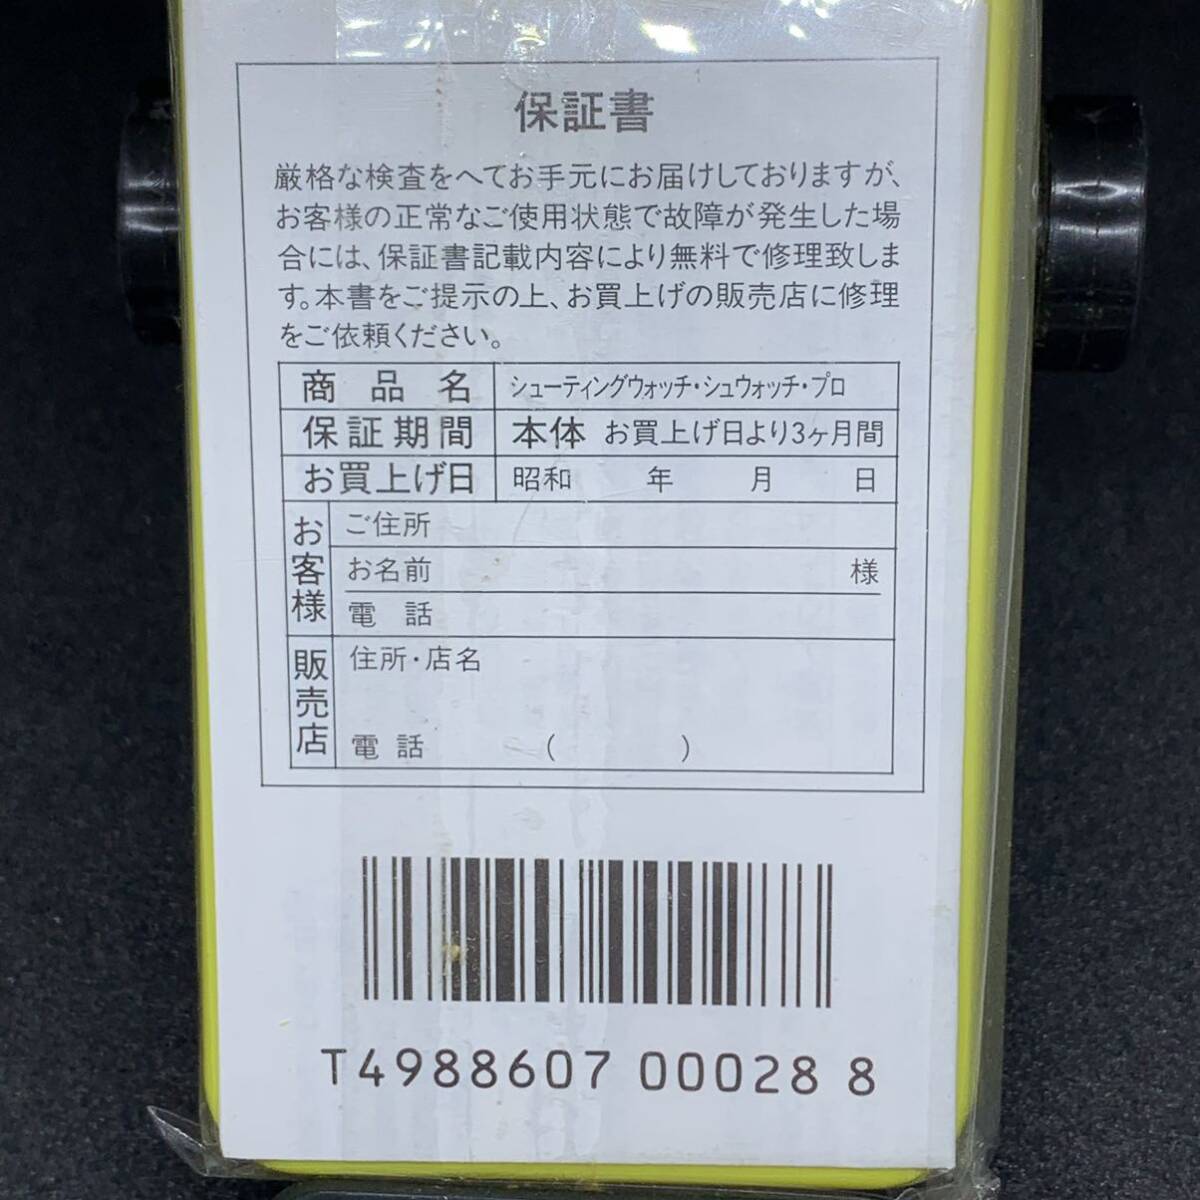 保証書
厳格な検査をへてお手元にお届けしておりますが、
お客様の正常なご使用状態で故障が発生した場
合には、保証書記載内容により無料で修理致しま
す。本書をご提示の上、お買上げの販売店に修理
をご依頼ください。
商品名 シューティングウォッチ・シュウォッチ・プロ
保証期間 本体 お買上げ日より3ヶ月間
お買上げ日 昭和 年 月 日
お客様 ご住所
お名前 様
電話
販売店 住所・店名
電話 ( )
T4988607 00028 8